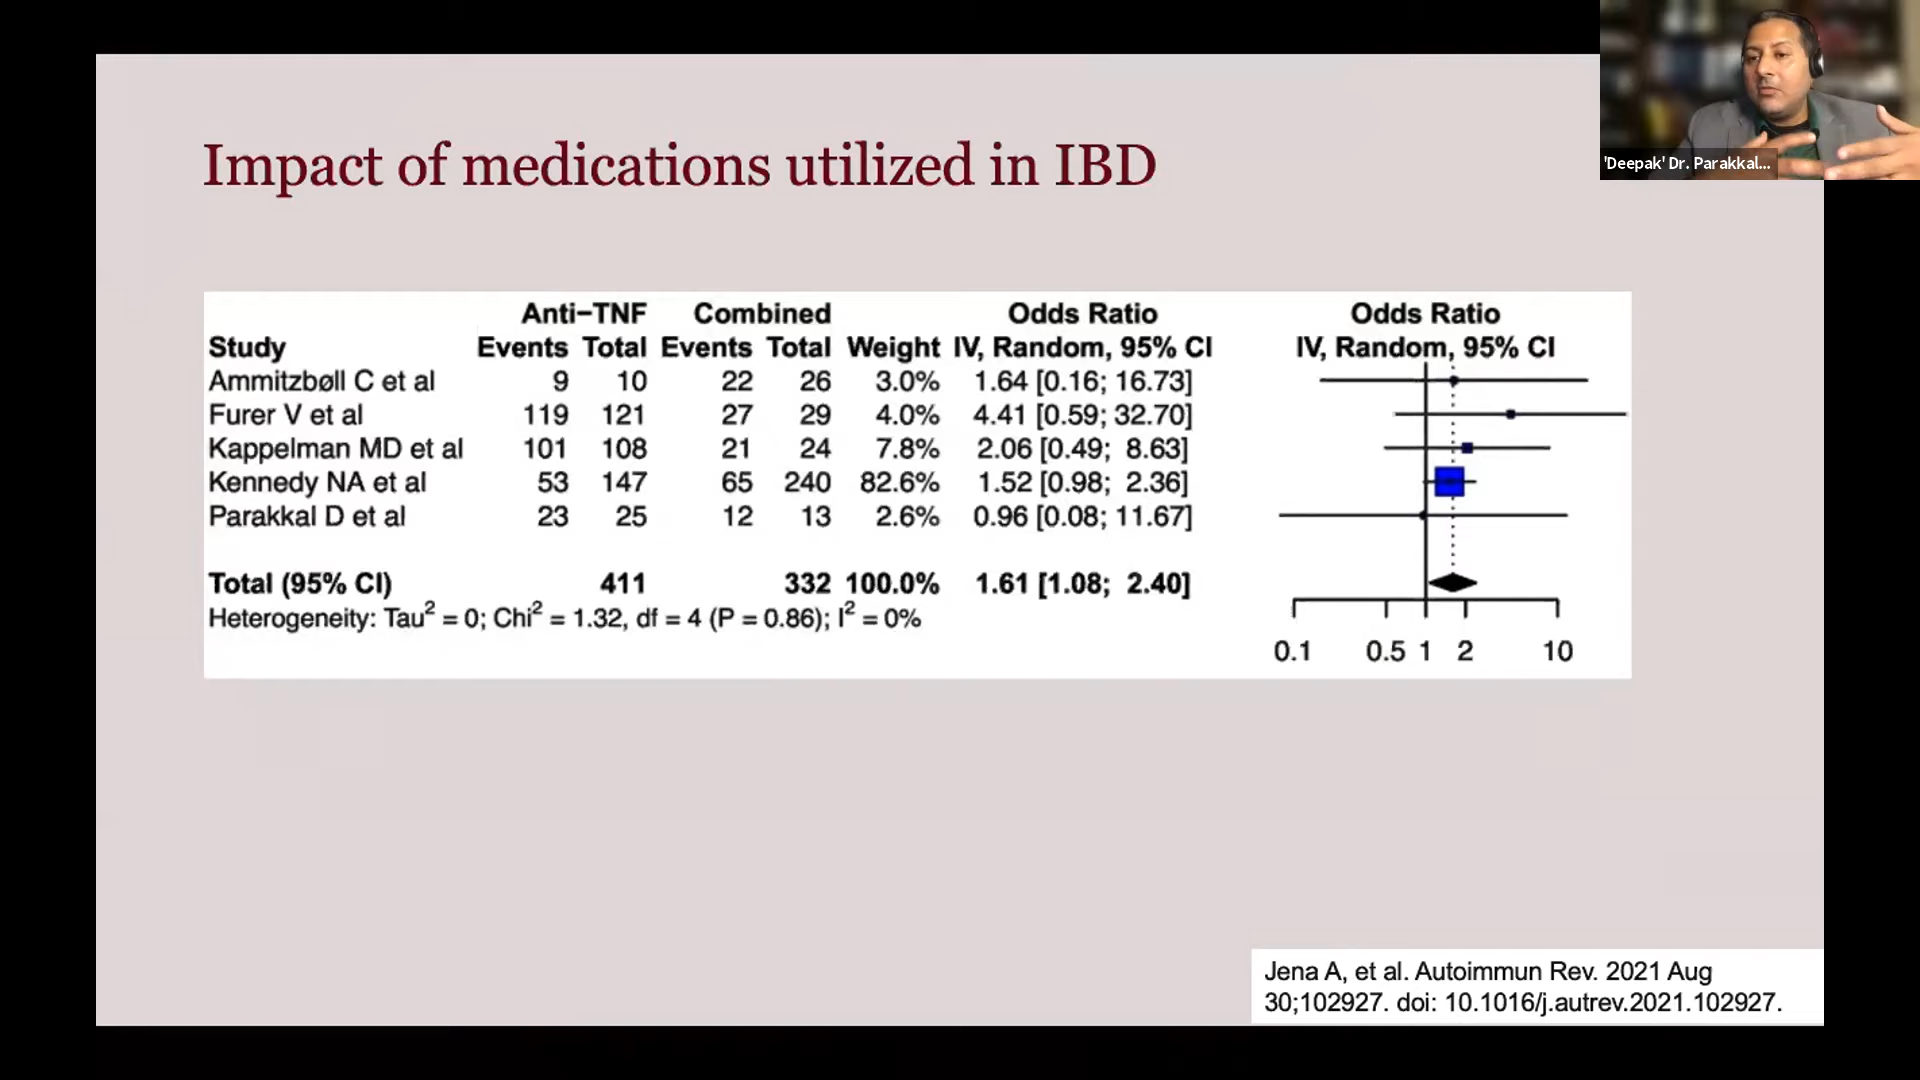 'Deepak' Dr. Parakkal...
Impact of medications utilized in IBD
Anti−TNF Combined Odds Ratio Odds Ratio
Study Events Total Events Total Weight IV, Random, 95% CI IV, Random, 95% CI
Ammitzbøll C et al 9 10 22 26 3.0% 1.64 [0.16; 16.73]
Furer V et al 119 121 27 29 4.0% 4.41 [0.59; 32.70]
Kappelman MD et al 101 108 21 24 7.8% 2.06 [0.49; 8.63]
Kennedy NA et al 53 147 65 240 82.6% 1.52 [0.98; 2.36]
Parakkal D et al 23 25 12 13 2.6% 0.96 [0.08; 11.67]
Total (95% CI) 411 332 100.0% 1.61 [1.08; 2.40]
Heterogeneity: Tau² = 0; Chi² = 1.32, df = 4 (P = 0.86); I² = 0%
0.1 0.5 1 2 10
Jena A, et al. Autoimmun Rev. 2021 Aug
30;102927. doi: 10.1016/j.autrev.2021.102927.